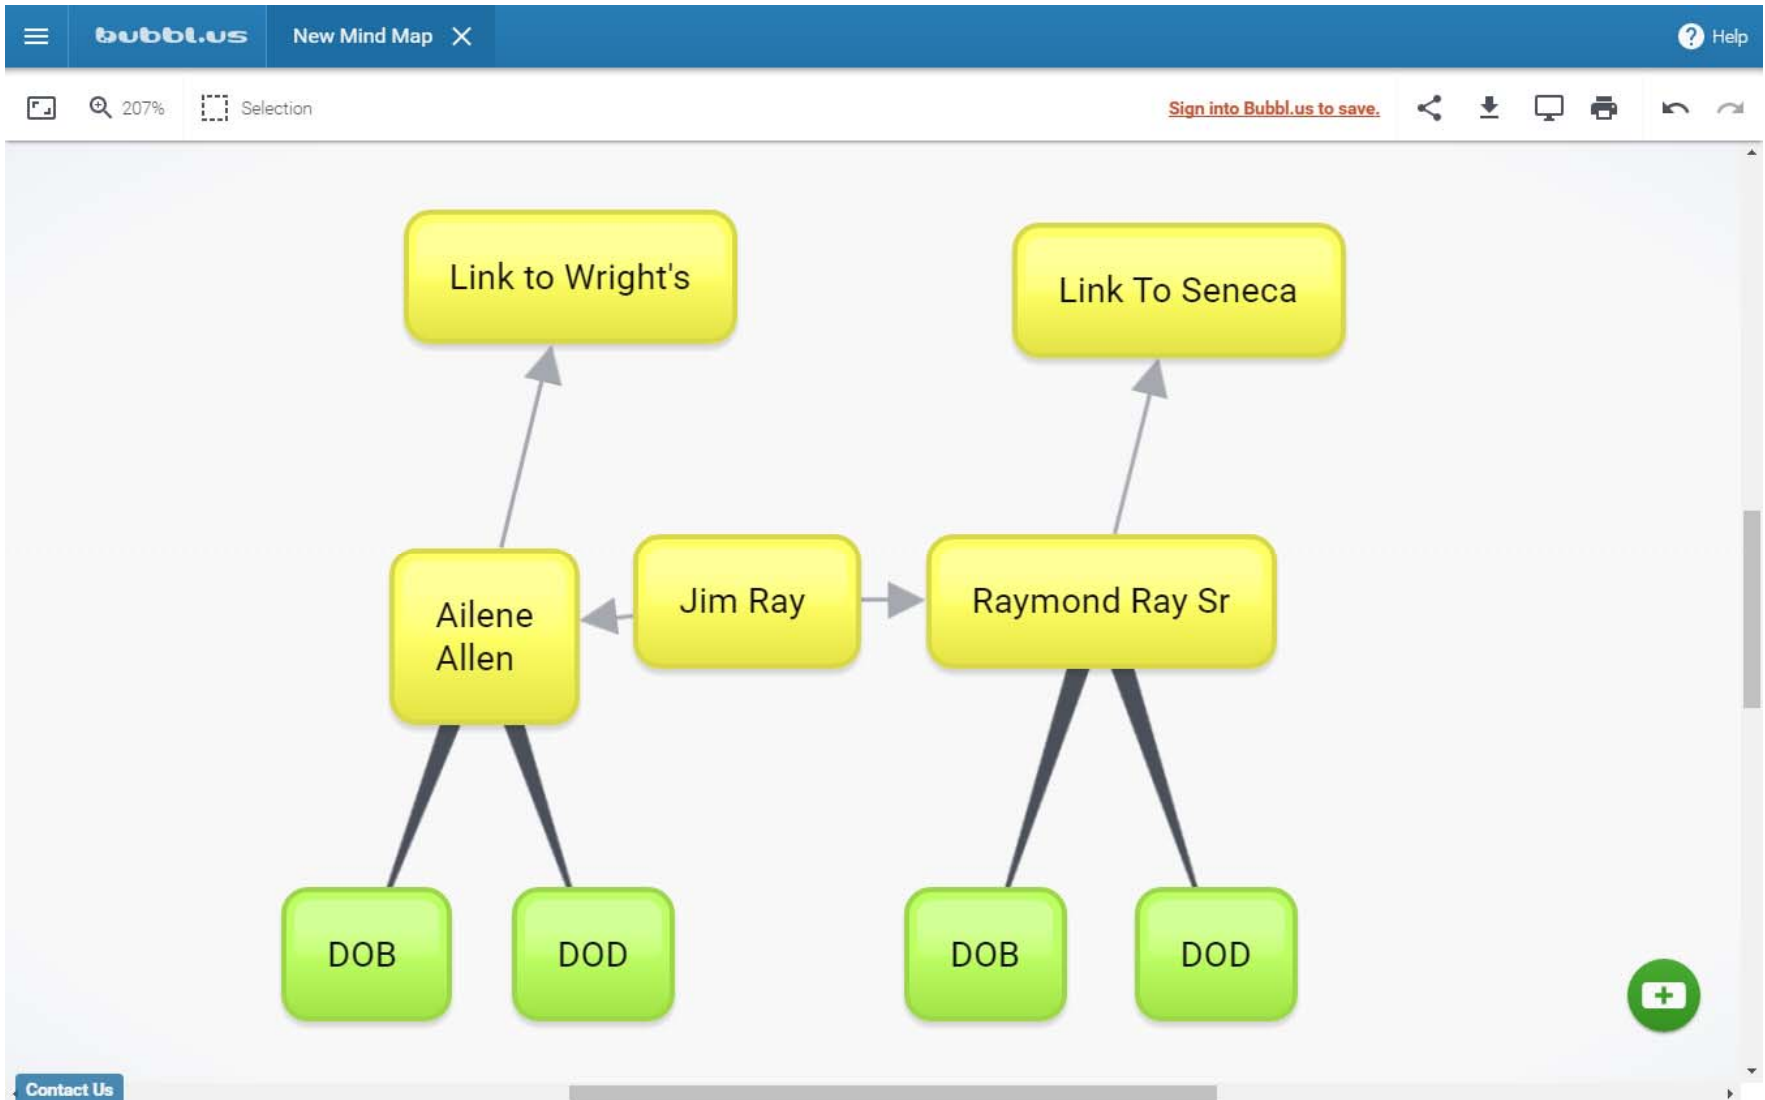 bubbl.us
New Mind Map
Help
207%
Selection
Sign into Bubbl.us to save.
Link to Wright's
Link To Seneca
Ailene
Allen
Jim Ray
Raymond Ray Sr
DOB
DOD
DOB
DOD
Contact Us